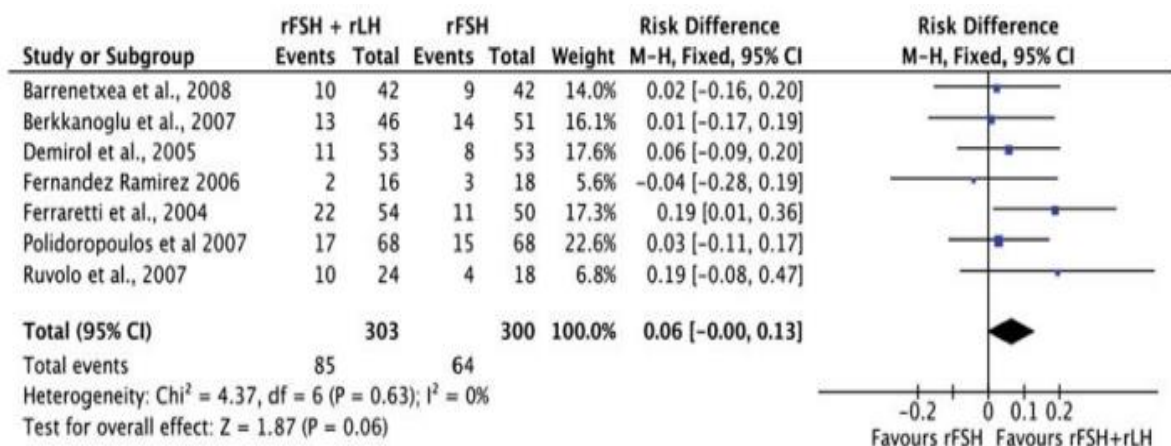 rFSH + rLH rFSH Risk Difference Risk Difference
Study or Subgroup Events Total Events Total Weight M-H, Fixed, 95% CI M-H, Fixed, 95% CI
Barrenetxea et al., 2008 10 42 9 42 14.0% 0.02 [-0.16, 0.20]
Berkkanoglu et al., 2007 13 46 14 51 16.1% 0.01 [-0.17, 0.19]
Demirol et al., 2005 11 53 8 53 17.6% 0.06 [-0.09, 0.20]
Fernandez Ramirez 2006 2 16 3 18 5.6% -0.04 [-0.28, 0.19]
Ferraretti et al., 2004 22 54 11 50 17.3% 0.19 [0.01, 0.36]
Polidoropoulos et al 2007 17 68 15 68 22.6% 0.03 [-0.11, 0.17]
Ruvolo et al., 2007 10 24 4 18 6.8% 0.19 [-0.08, 0.47]
Total (95% CI) 303 300 100.0% 0.06 [-0.00, 0.13]
Total events 85 64
Heterogeneity: Chi² = 4.37, df = 6 (P = 0.63); I² = 0%
Test for overall effect: Z = 1.87 (P = 0.06)
-0.2 0 0.1 0.2
Favours rFSH Favours rFSH+rLH